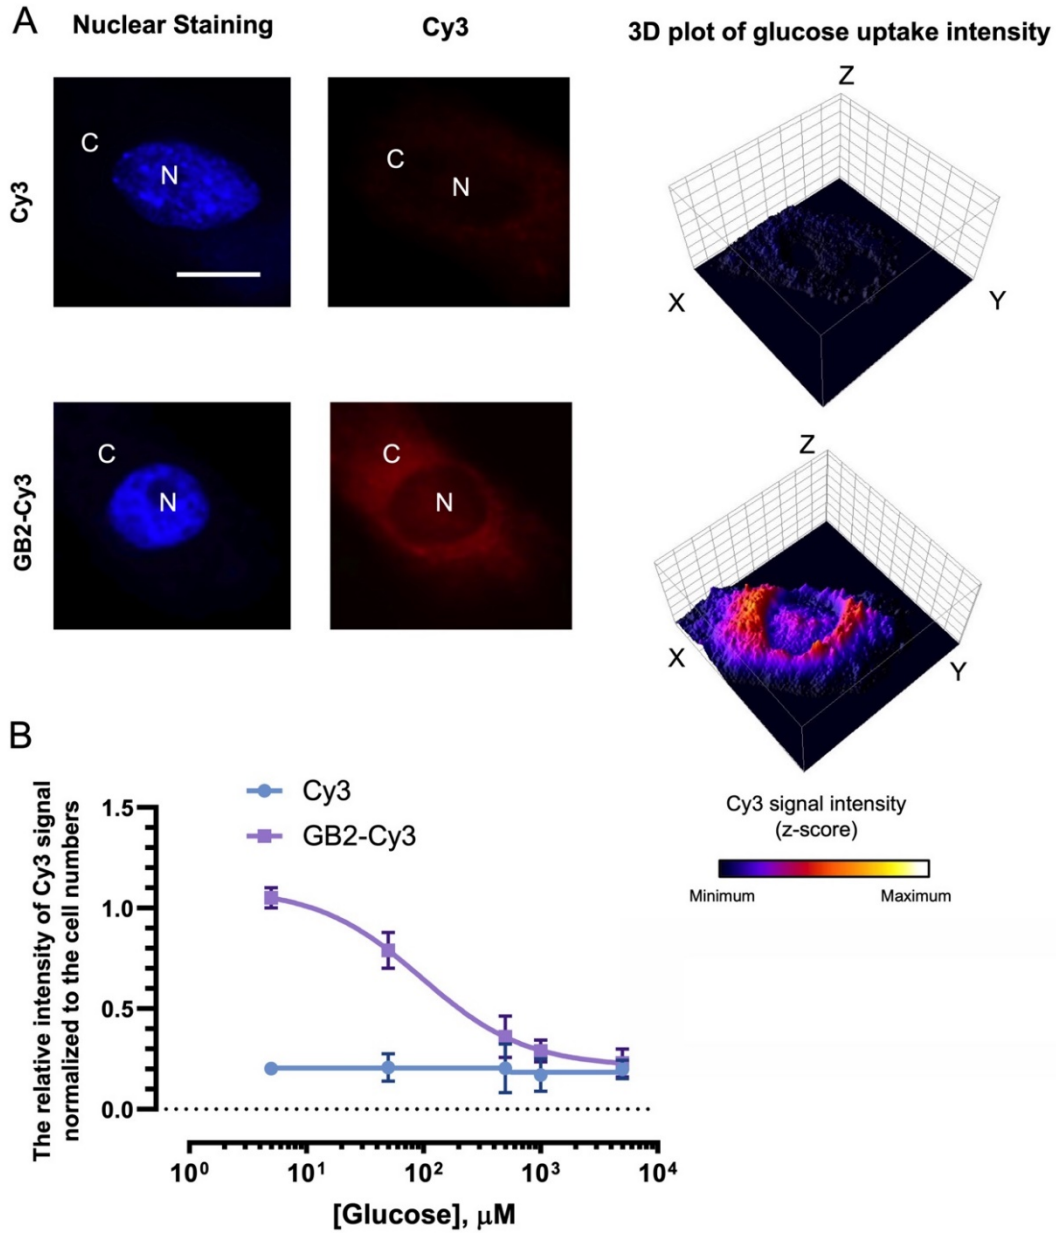 A
Nuclear Staining
Cy3
3D plot of glucose uptake intensity
Cy3
C
N
C
N
Z
X
Y
GB2-Cy3
C
N
C
N
Z
X
Y
Cy3 signal intensity
(z-score)
Minimum
Maximum
B
The relative intensity of Cy3 signal
normalized to the cell numbers
Cy3
GB2-Cy3
1.5
1.0
0.5
0.0
10⁰
10¹
10²
10³
10⁴
[Glucose], μM